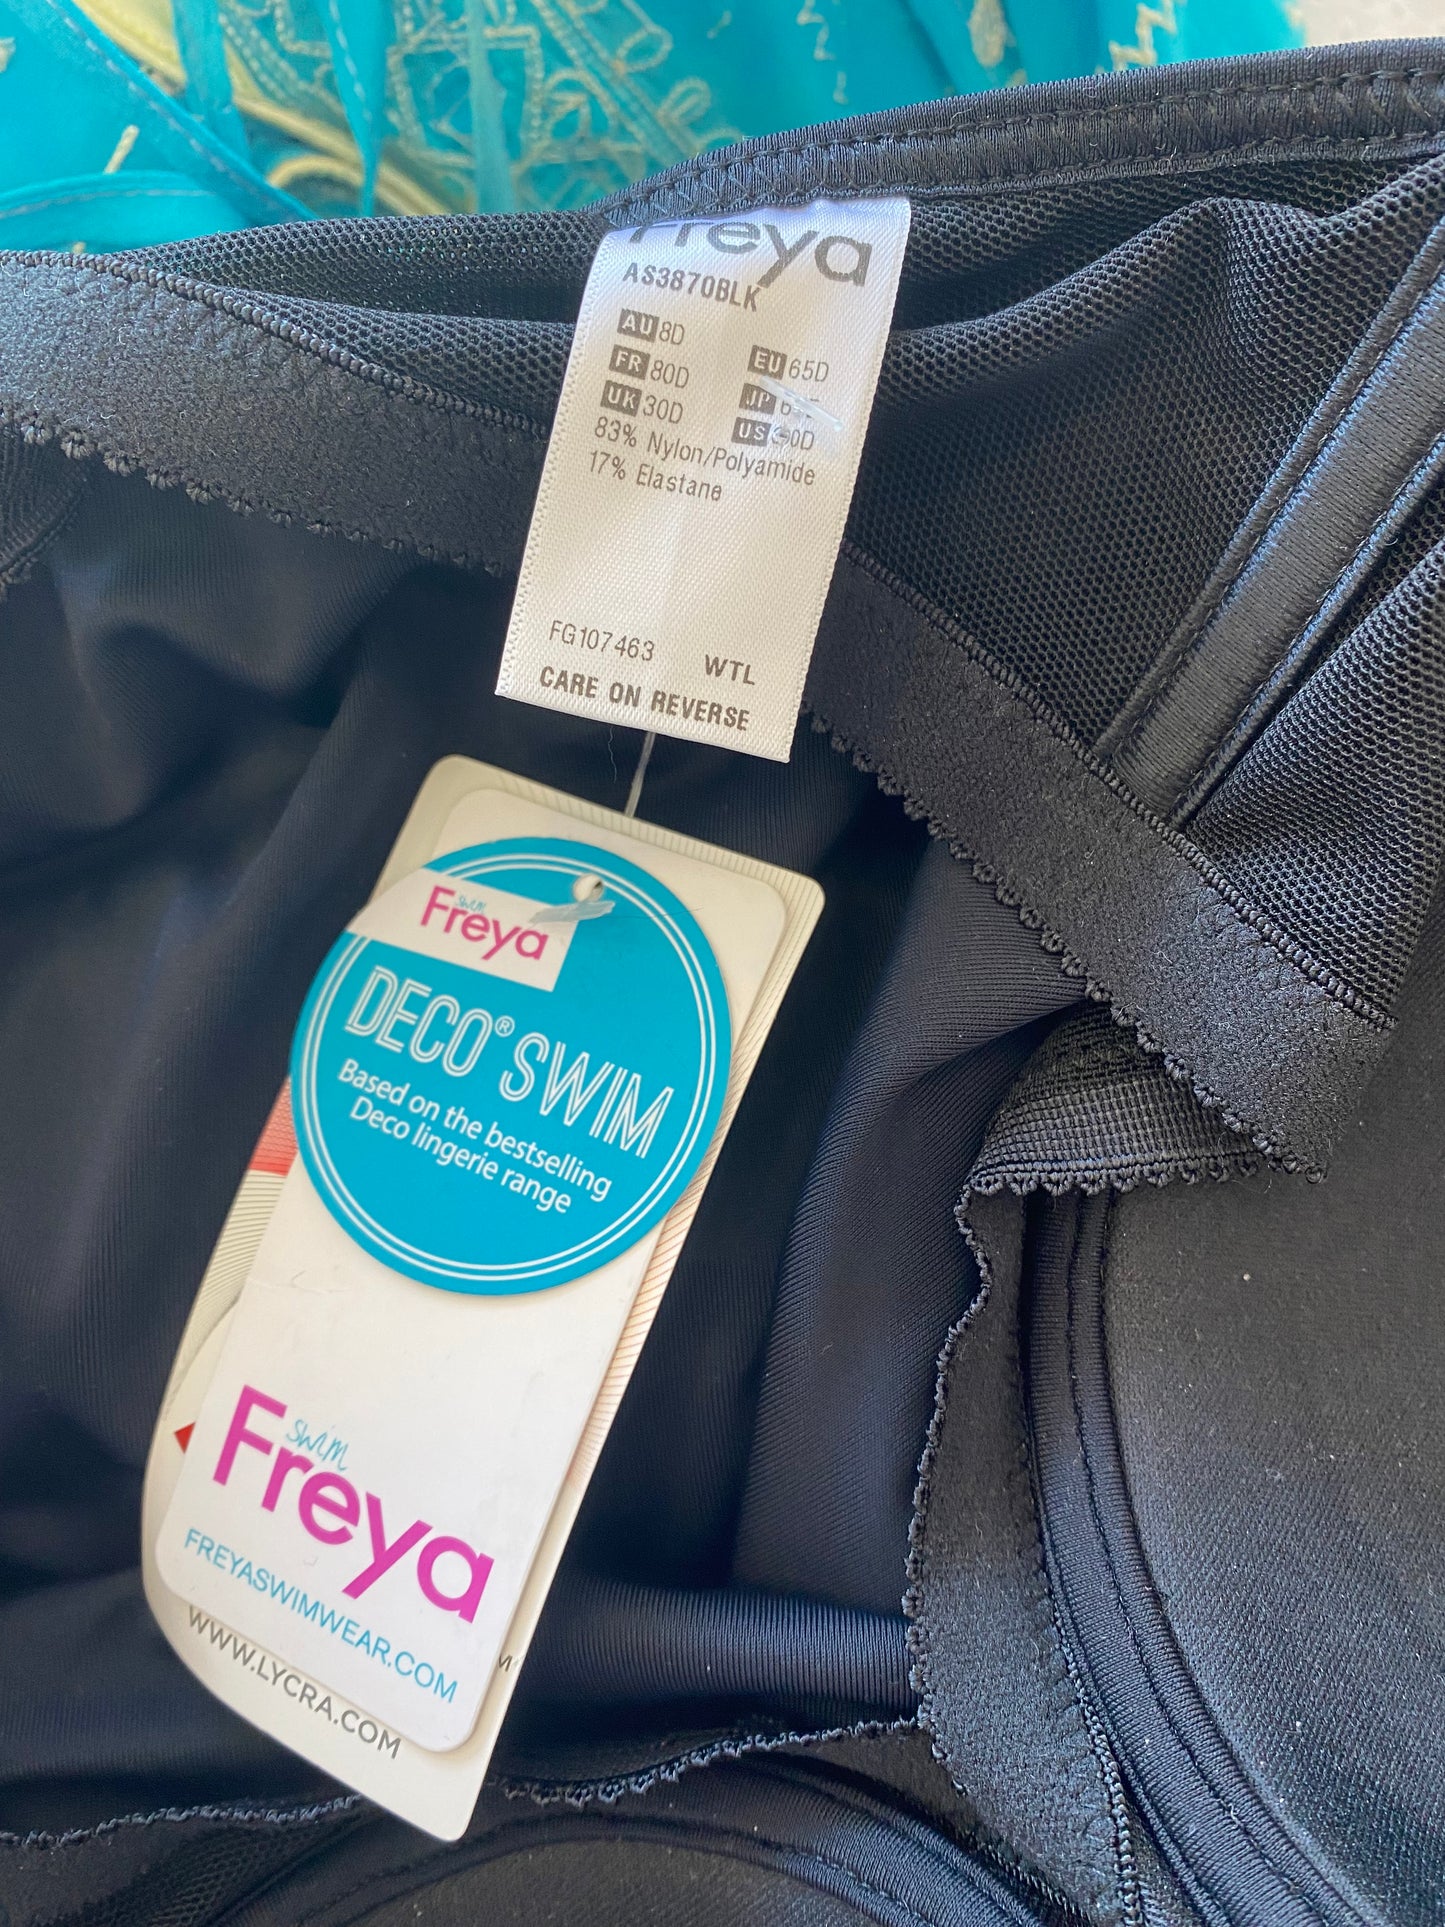 Freya
AS3870BLK
AU 8D
FR 80D EU 65D
UK 30D JP
US
83% Nylon/Polyamide
17% Elastane
FG107463 WTL
CARE ON REVERSE
swim
Freya
DECO® SWIM
Based on the bestselling
Deco lingerie range
swim
Freya
FREYASWIMWEAR.COM
WWW.LYCRA.COM